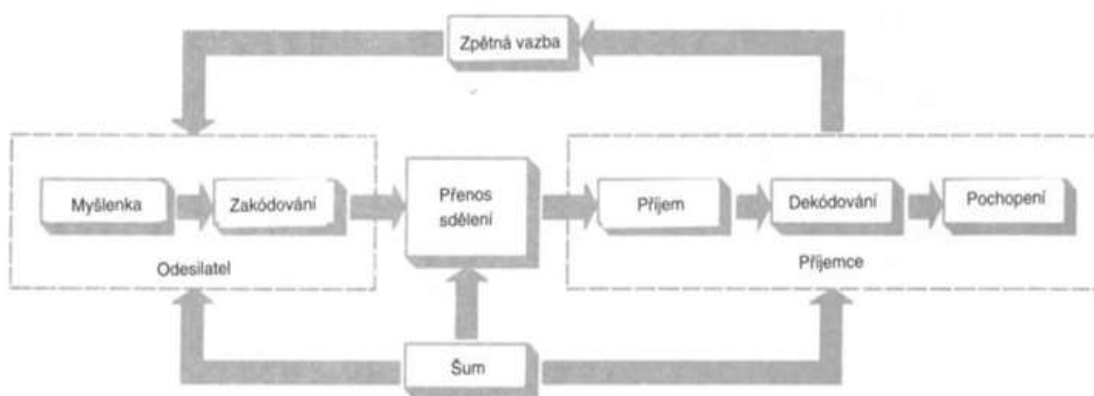 Zpětná vazba
Myšlenka
Zakódování
Přenos
sdělení
Příjem
Dekódování
Pochopení
Odesilatel
Příjemce
Šum